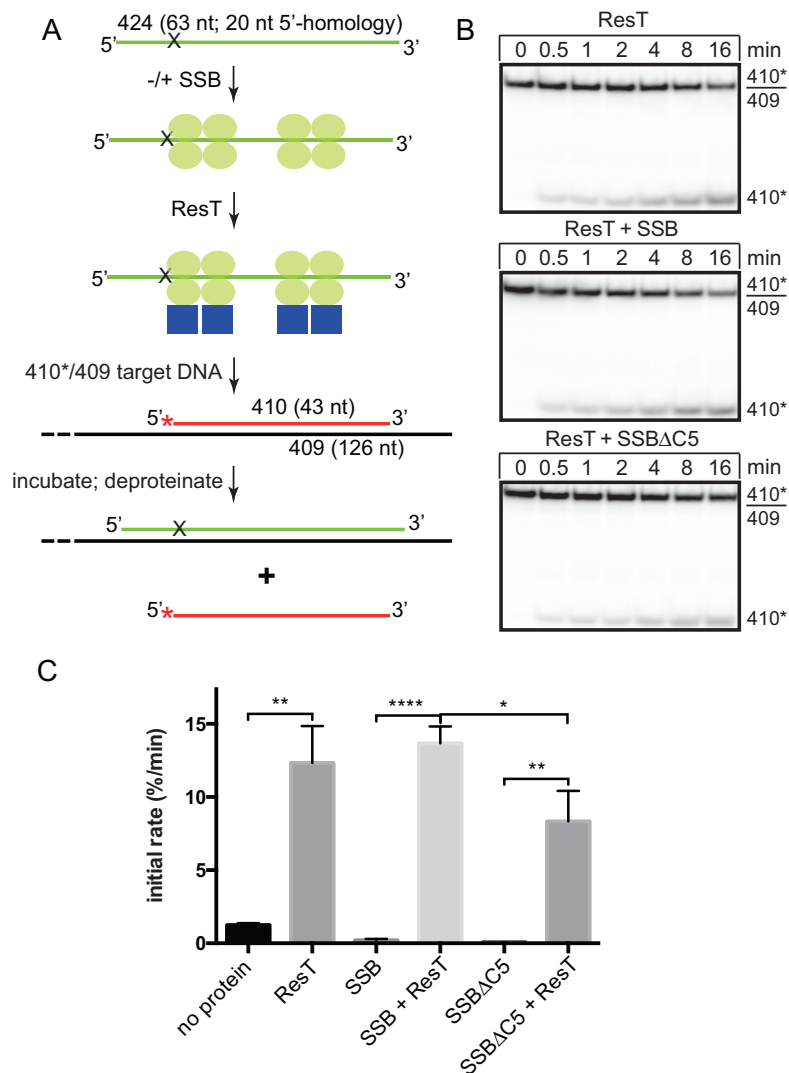 A
424 (63 nt; 20 nt 5'-homology)
5' X 3'
-/+ SSB
5' X 3'
ResT
5' X 3'
410*/409 target DNA
5' * 410 (43 nt) 3'
409 (126 nt)
incubate; deproteinate
5' X 3'
+
5' * 3'
B
ResT
0 0.5 1 2 4 8 16 min
410*
409
410*
ResT + SSB
0 0.5 1 2 4 8 16 min
410*
409
410*
ResT + SSBΔC5
0 0.5 1 2 4 8 16 min
410*
409
410*
C
initial rate (%/min)
15
10
5
0
** **** * **
no protein
ResT
SSB
SSB + ResT
SSBΔC5
SSBΔC5 + ResT